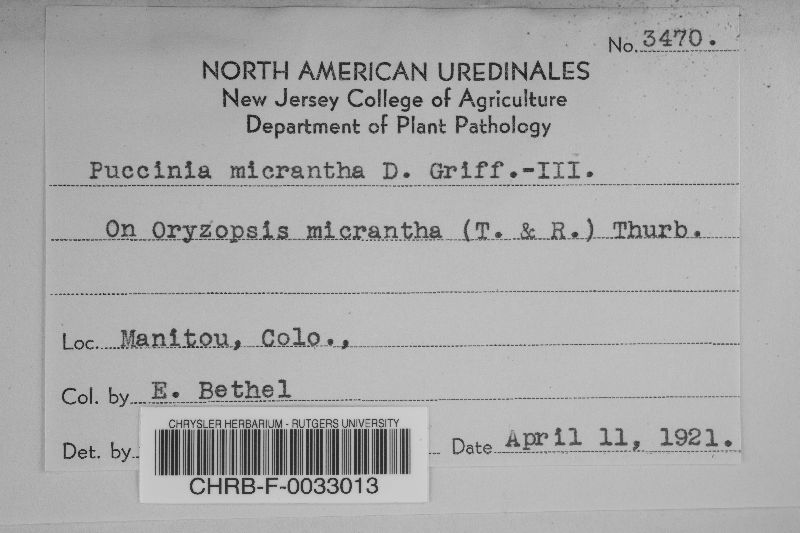 No. 3470.
NORTH AMERICAN UREDINALES
New Jersey College of Agriculture
Department of Plant Pathology
Puccinia micrantha D. Griff.-III.
On Oryzopsis micrantha (T. & R.) Thurb.
Loc. Manitou, Colo.,
Col. by E. Bethel
Det. by
Date April 11, 1921.
CHRYSLER HERBARIUM - RUTGERS UNIVERSITY
CHRB-F-0033013